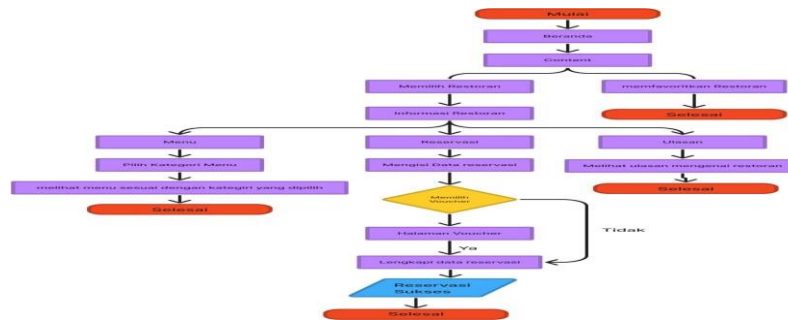 Mulai
Beranda
Content
Memilih Restoran
memfavoritkan Restoran
Informasi Restoran
Selesai
Menu
Reservasi
Ulasan
Pilih Kategori Menu
Mengisi Data reservasi
Melihat ulasan mengenai restoran
melihat menu sesuai dengan kategiri yang dipilih
Selesai
Selesai
Memilih
Voucher
Tidak
Halaman Voucher
Ya
Lengkapi data reservasi
Reservasi
Sukses
Selesai